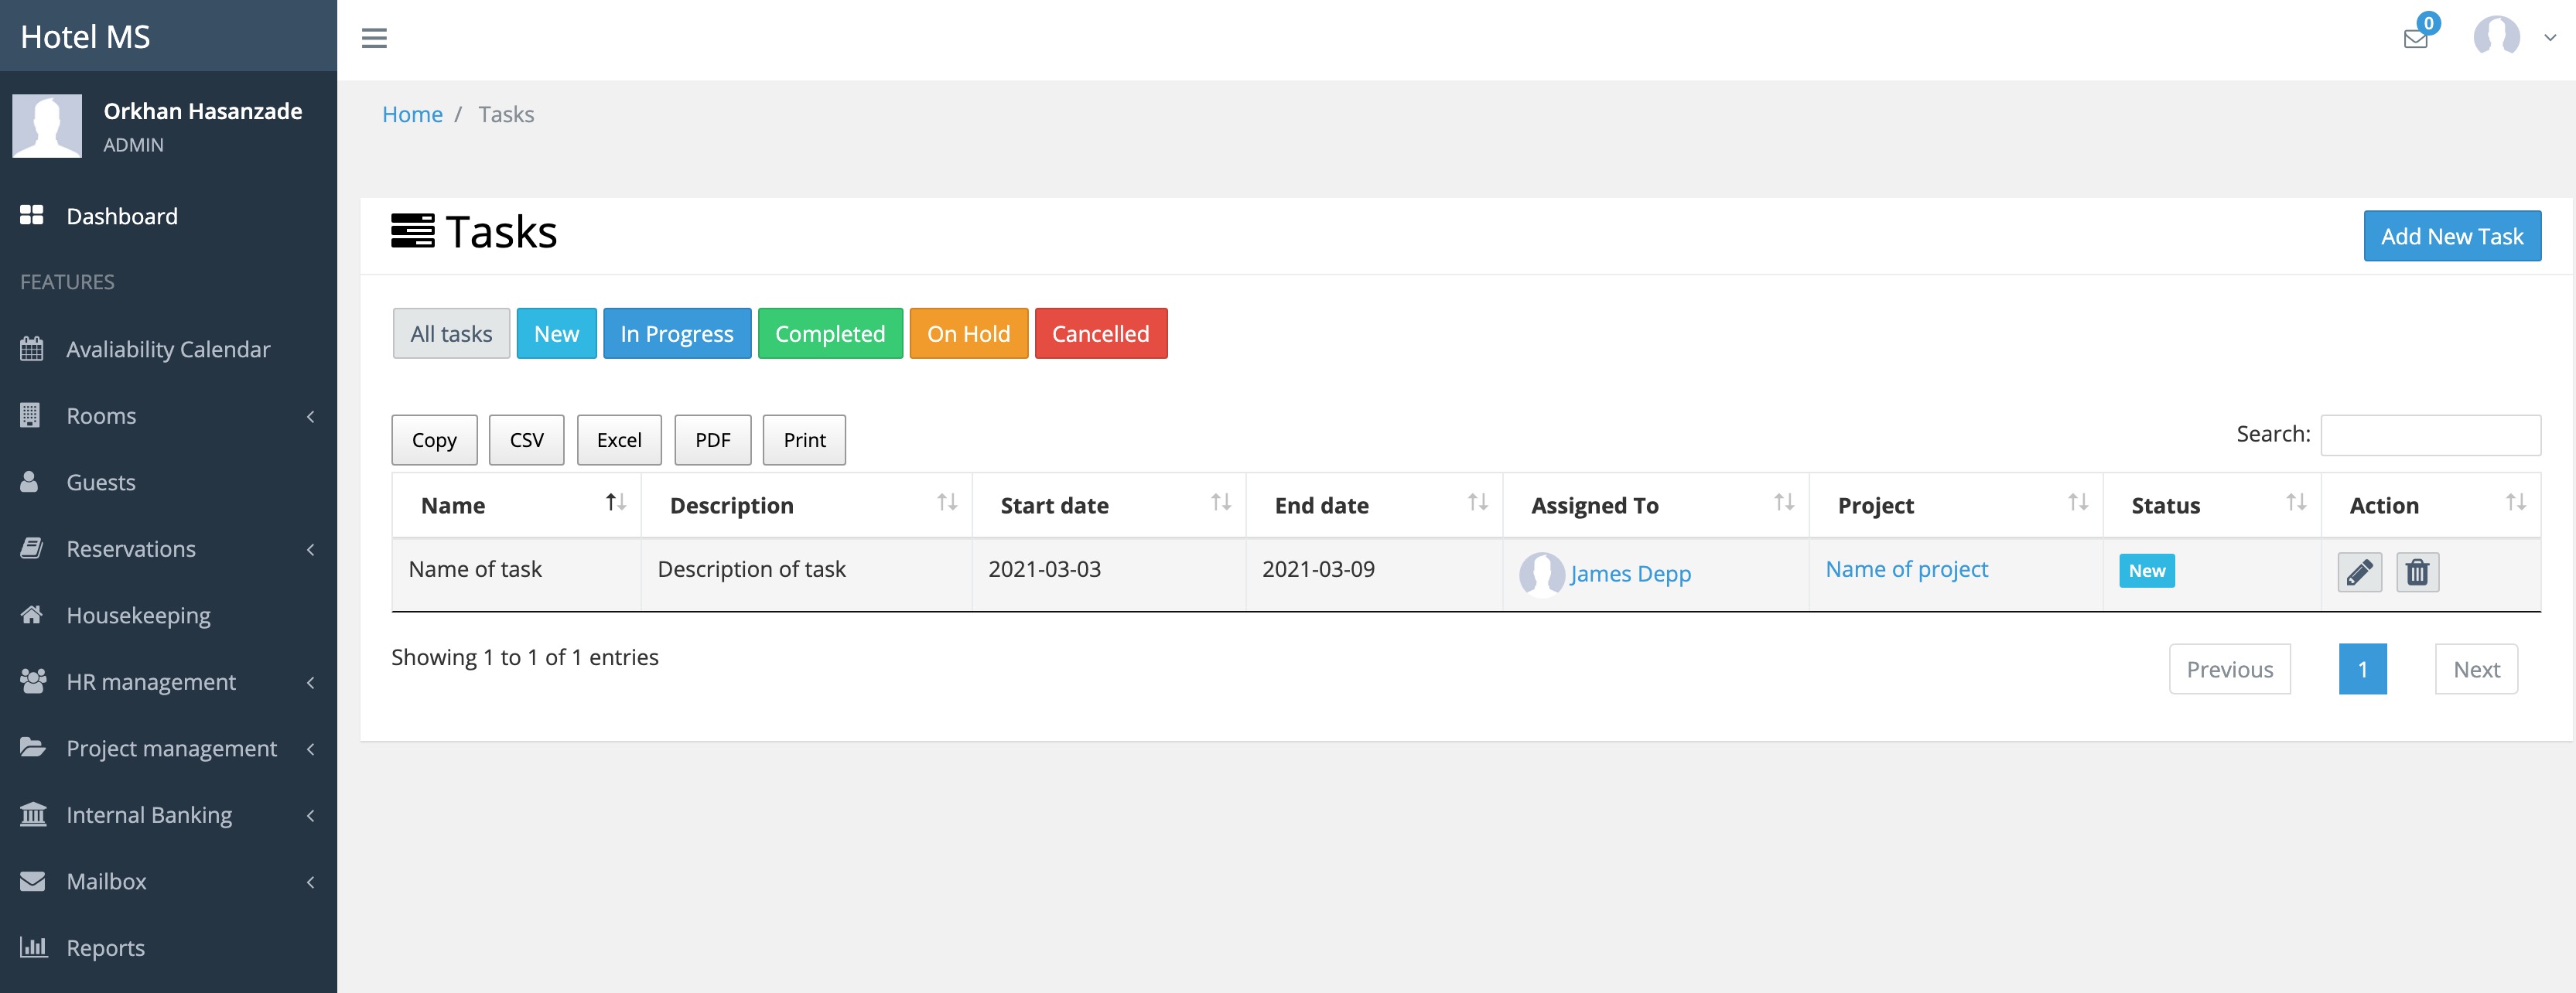 Hotel MS
0
Orkhan Hasanzade
ADMIN
Dashboard
FEATURES
Avaliability Calendar
Rooms
Guests
Reservations
Housekeeping
HR management
Project management
Internal Banking
Mailbox
Reports
Home / Tasks
Tasks
Add New Task
All tasks New In Progress Completed On Hold Cancelled
Copy CSV Excel PDF Print
Search:
Name Description Start date End date Assigned To Project Status Action
Name of task Description of task 2021-03-03 2021-03-09 James Depp Name of project New
Showing 1 to 1 of 1 entries
Previous 1 Next